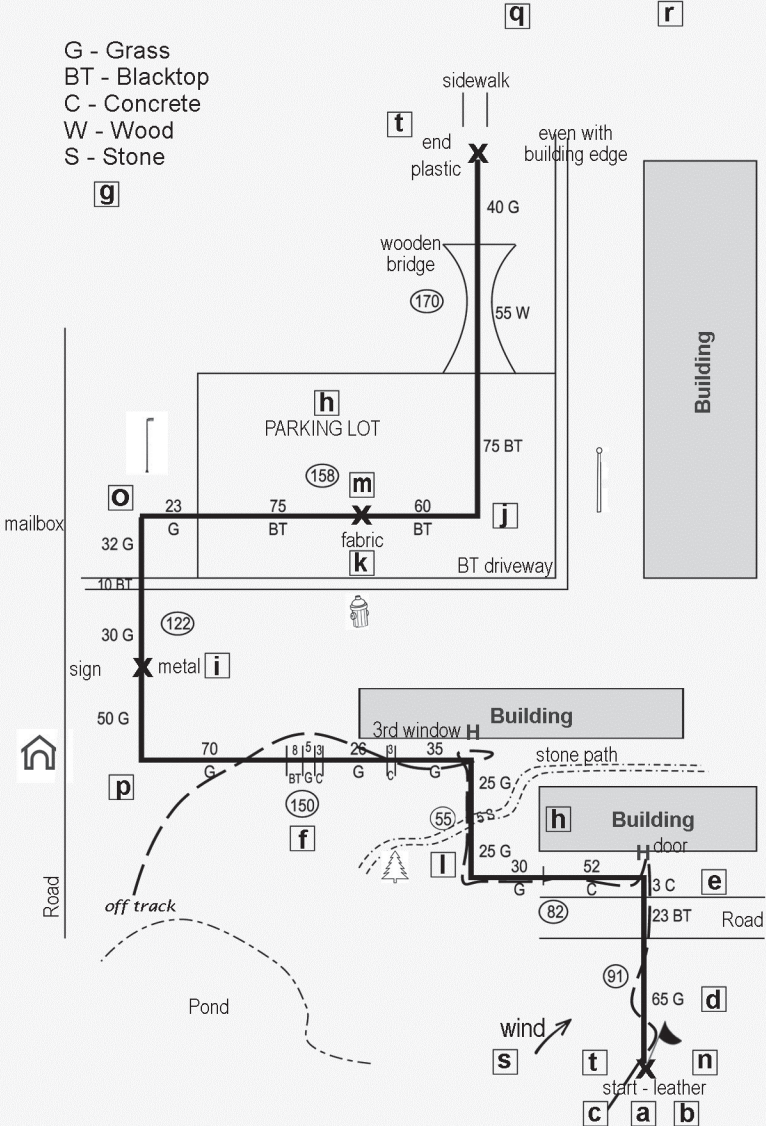 q
r
G - Grass
BT - Blacktop
C - Concrete
W - Wood
S - Stone
sidewalk
t
end
plastic
even with
building edge
g
40 G
wooden
bridge
170
55 W
Building
h
PARKING LOT
75 BT
158
m
o
23
75
60
j
G
BT
BT
mailbox
fabric
32 G
k
BT driveway
10 BT
122
30 G
sign
metal
i
50 G
Building
3rd window
H
70
8
5
3
26
3
35
stone path
G
BT
G
C
G
C
G
25 G
p
150
55
5 S
h
Building
f
H
door
25 G
l
30
52
3 C
e
G
C
Road
off track
82
23 BT
Road
91
65 G
d
Pond
wind
s
t
n
start - leather
c
a
b